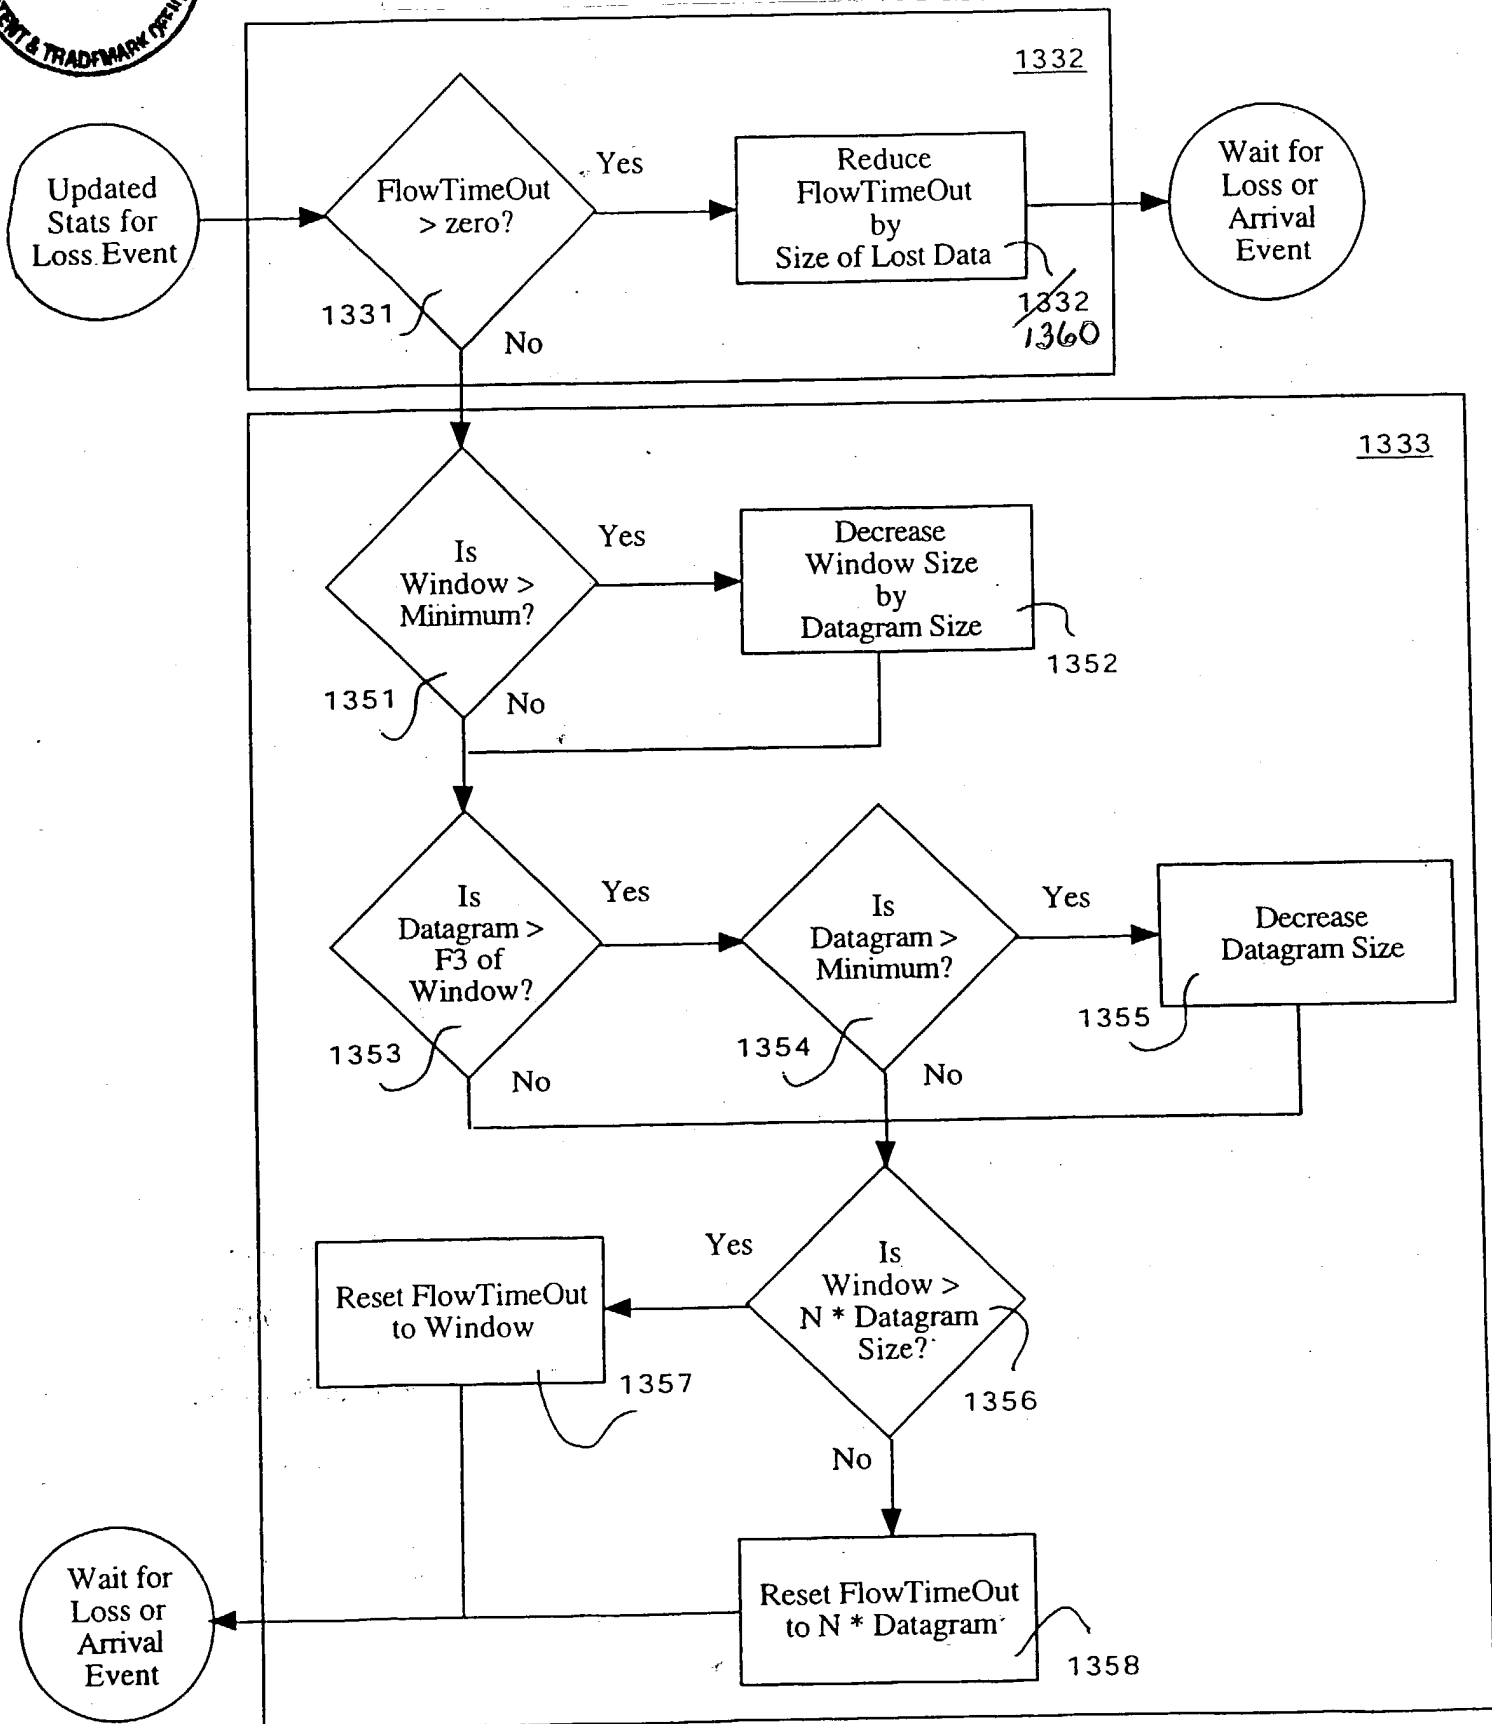 ENT & TRADEMARK OFFI
1332
Updated
Stats for
Loss Event
FlowTimeOut
> zero?
Yes
Reduce
FlowTimeOut
by
Size of Lost Data
Wait for
Loss or
Arrival
Event
1331
No
1332
1360
1333
Is
Window >
Minimum?
Yes
Decrease
Window Size
by
Datagram Size
1351
No
1352
Is
Datagram >
F3 of
Window?
Yes
Is
Datagram >
Minimum?
Yes
Decrease
Datagram Size
1353
No
1354
No
1355
Reset FlowTimeOut
to Window
Yes
Is
Window >
N * Datagram
Size?
1357
1356
No
Wait for
Loss or
Arrival
Event
Reset FlowTimeOut
to N * Datagram
1358